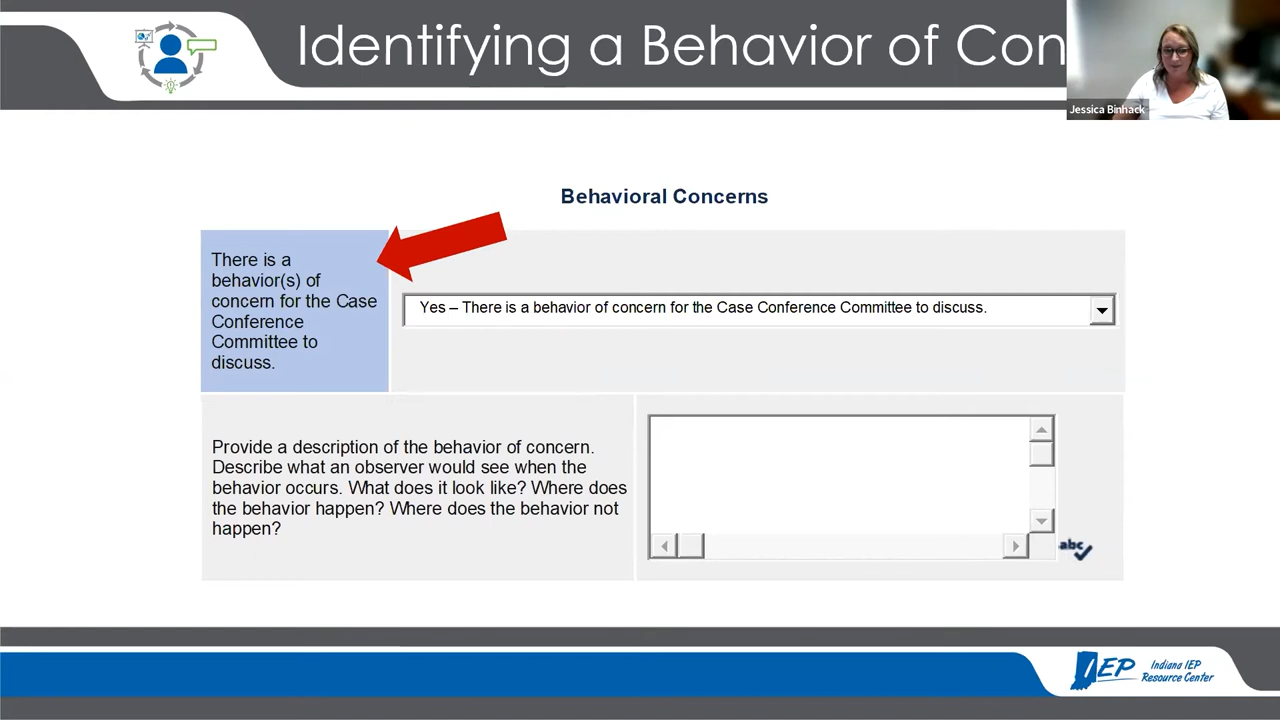 Identifying a Behavior of Con
Jessica Binhack
Behavioral Concerns
There is a
behavior(s) of
concern for the Case
Conference
Committee to
discuss.
Yes – There is a behavior of concern for the Case Conference Committee to discuss.
Provide a description of the behavior of concern.
Describe what an observer would see when the
behavior occurs. What does it look like? Where does
the behavior happen? Where does the behavior not
happen?
abc
IEP
Indiana IEP
Resource Center